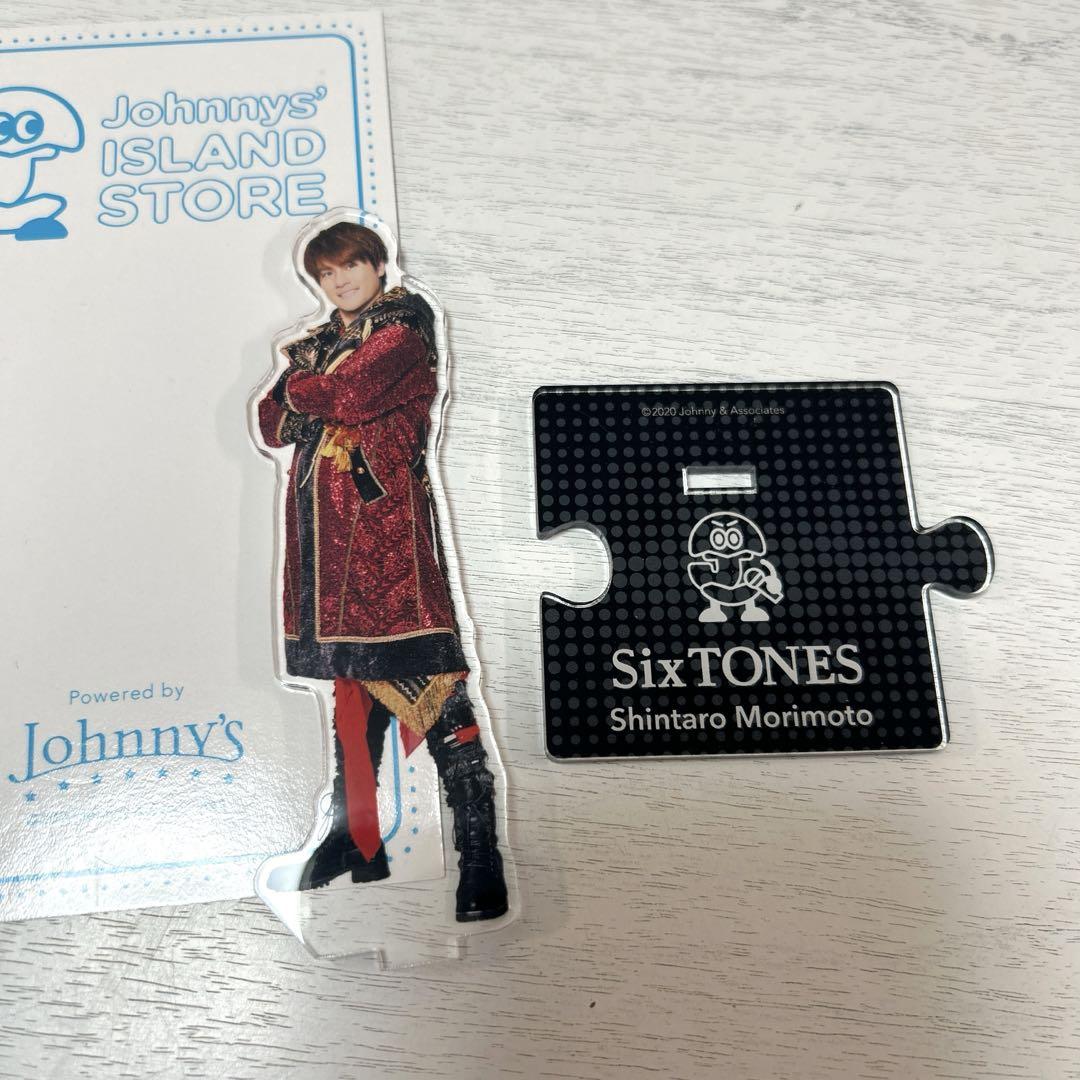 Johnnys'
ISLAND
STORE
Powered by
Johnny's
©2020 Johnny & Associates
SixTONES
Shintaro Morimoto